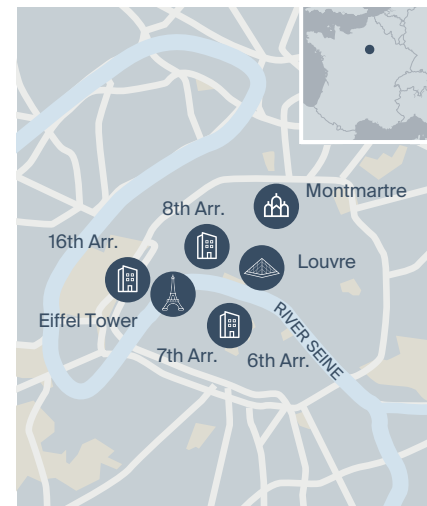 Montmartre
8th Arr.
16th Arr.
Louvre
Eiffel Tower
RIVER SEINE
7th Arr.
6th Arr.